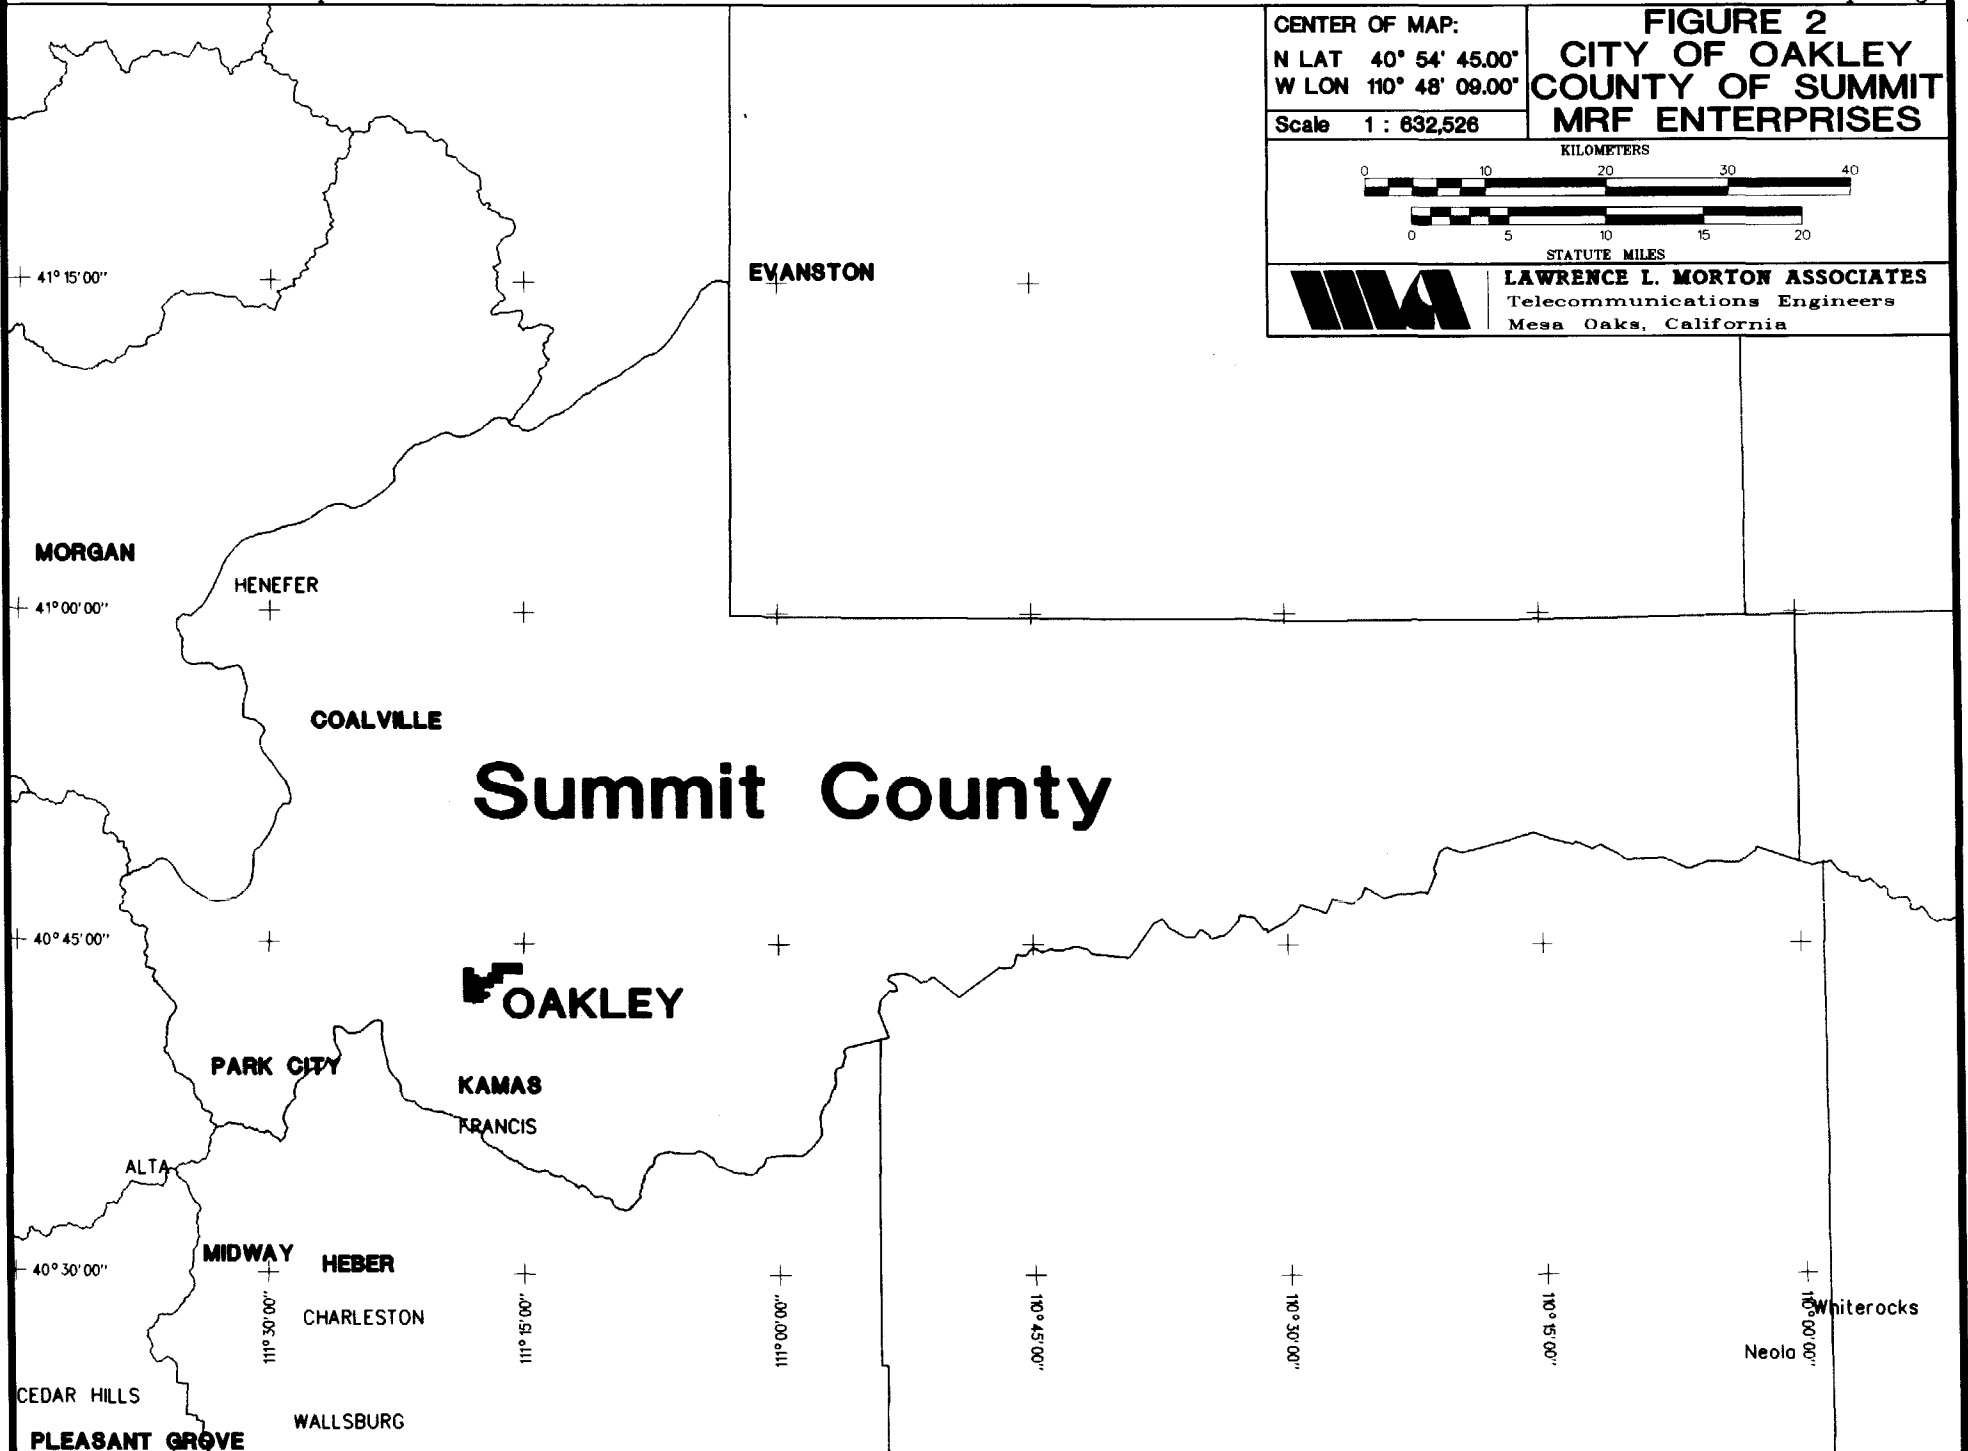 CENTER OF MAP:
N LAT 40° 54' 45.00"
W LON 110° 48' 09.00"
Scale 1 : 632,526
FIGURE 2
CITY OF OAKLEY
COUNTY OF SUMMIT
MRF ENTERPRISES
KILOMETERS
0 10 20 30 40
0 5 10 15 20
STATUTE MILES
LAWRENCE L. MORTON ASSOCIATES
Telecommunications Engineers
Mesa Oaks, California
41° 15' 00"
EVANSTON
MORGAN
HENEFER
41° 00' 00"
COALVILLE
Summit County
40° 45' 00"
OAKLEY
PARK CITY
KAMAS
FRANCIS
ALTA
MIDWAY
HEBER
40° 30' 00"
CHARLESTON
111° 30' 00"
111° 15' 00"
111° 00' 00"
110° 45' 00"
110° 30' 00"
110° 15' 00"
110° 00' 00"
Whiterocks
Neola
CEDAR HILLS
WALLSBURG
PLEASANT GROVE